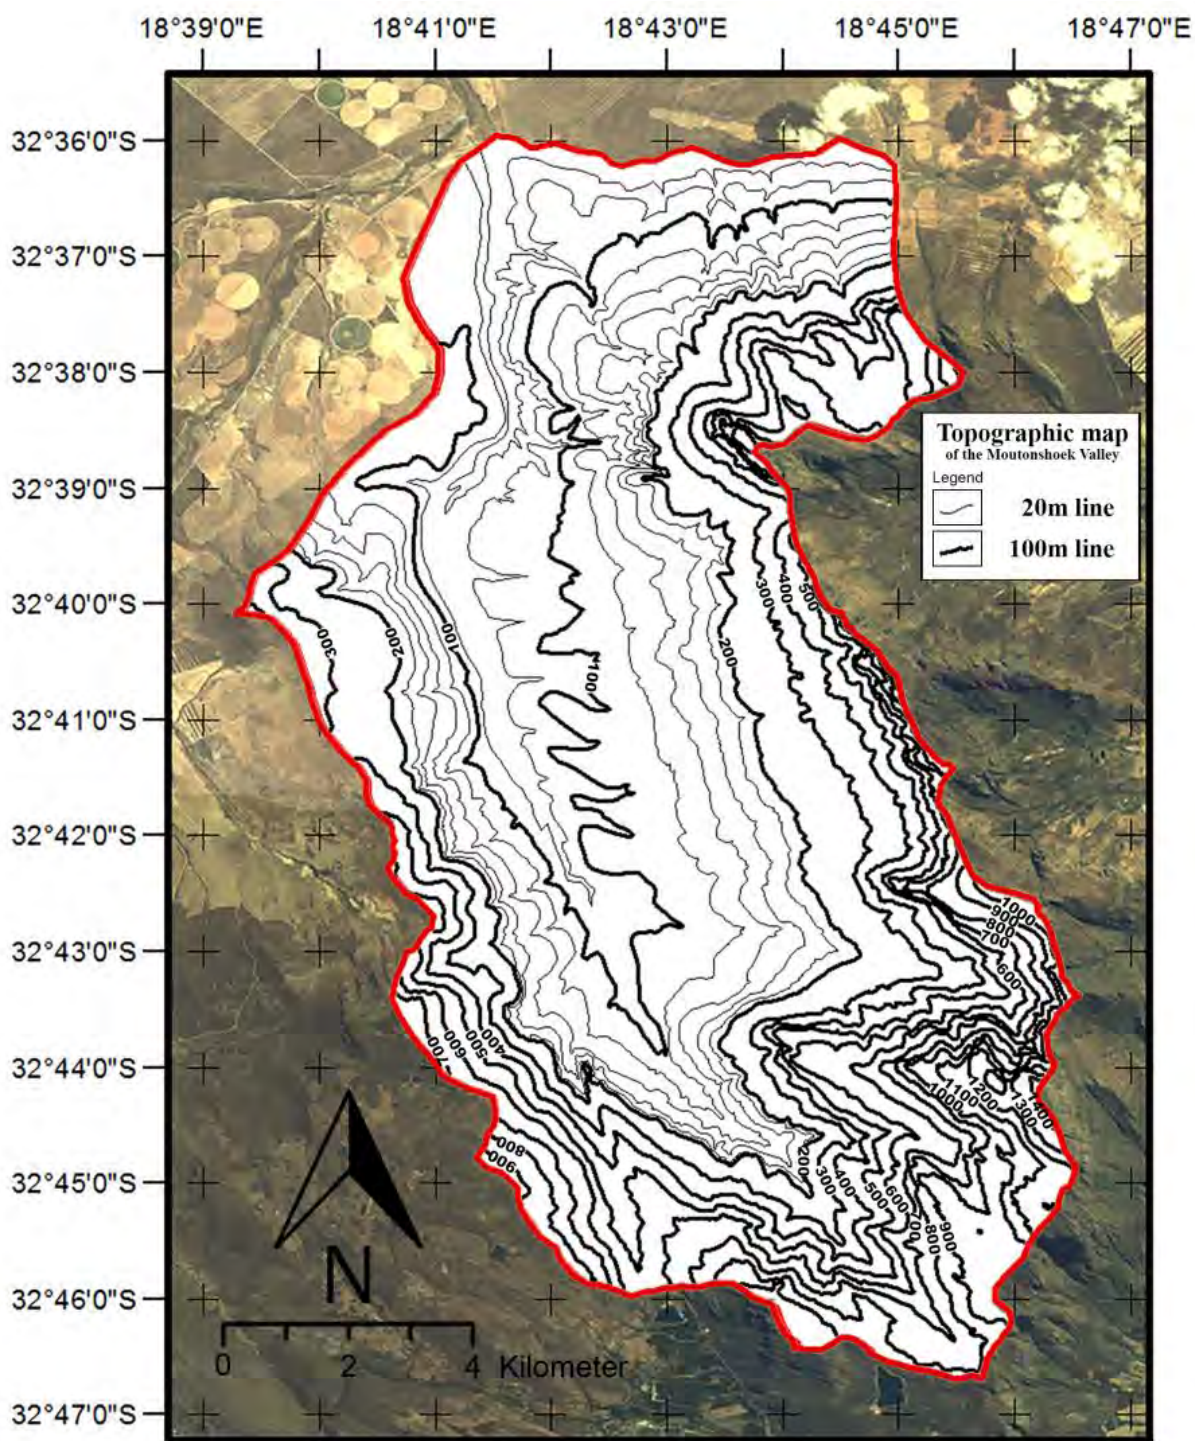 18°39'0"E 18°41'0"E 18°43'0"E 18°45'0"E 18°47'0"E
32°36'0"S
32°37'0"S
32°38'0"S
32°39'0"S
32°40'0"S
32°41'0"S
32°42'0"S
32°43'0"S
32°44'0"S
32°45'0"S
32°46'0"S
32°47'0"S
Topographic map
of the Moutonshoek Valley
Legend
20m line
100m line
300
200
100
100
200
300
400
500
1000
900
800
700
600
700
600
500
400
1000
1100
1200
1300
1400
800
900
200
300
400
500
600
700
800
900
N
0 2 4 Kilometer